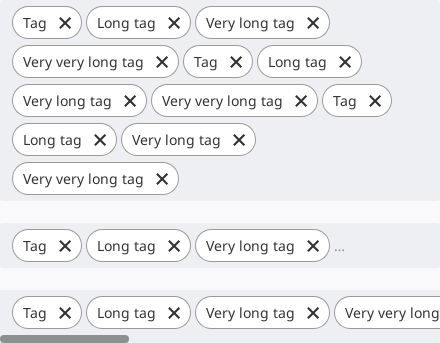 Tag Long tag Very long tag
Very very long tag Tag Long tag
Very long tag Very very long tag Tag
Long tag Very long tag
Very very long tag
Tag Long tag Very long tag ...
Tag Long tag Very long tag Very very long